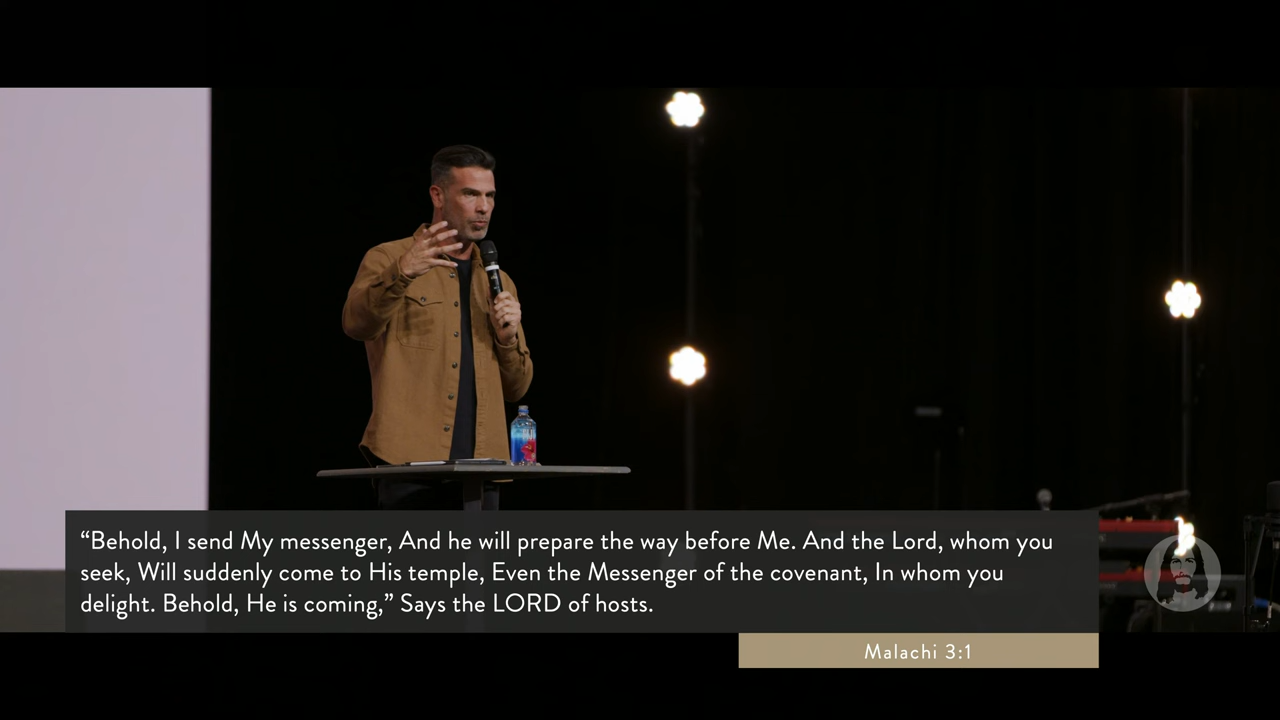 “Behold, I send My messenger, And he will prepare the way before Me. And the Lord, whom you
seek, Will suddenly come to His temple, Even the Messenger of the covenant, In whom you
delight. Behold, He is coming,” Says the LORD of hosts.
Malachi 3:1